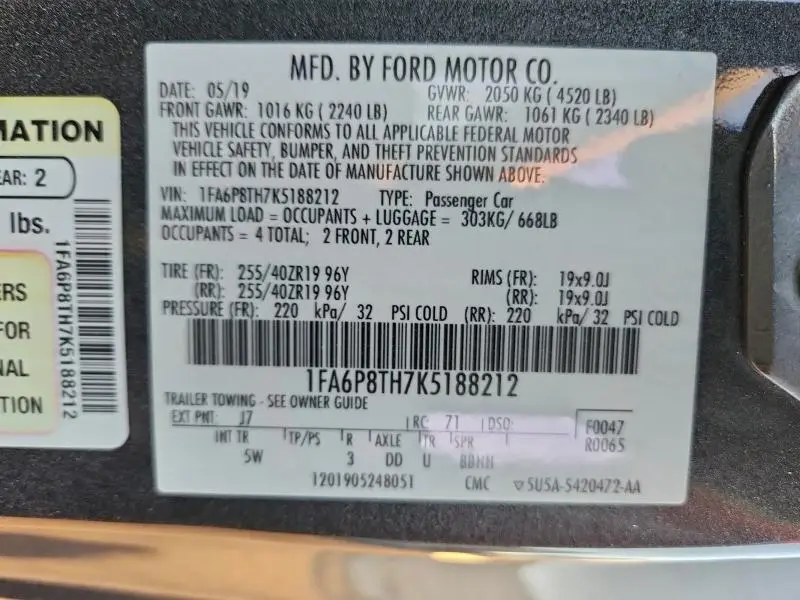 MATION
EAR: 2
lbs.
ERS
FOR
NAL
TION
1FA6P8TH7K5188212
MFD. BY FORD MOTOR CO.
DATE: 05/19 GVWR: 2050 KG ( 4520 LB)
FRONT GAWR: 1016 KG ( 2240 LB) REAR GAWR: 1061 KG ( 2340 LB)
THIS VEHICLE CONFORMS TO ALL APPLICABLE FEDERAL MOTOR
VEHICLE SAFETY, BUMPER, AND THEFT PREVENTION STANDARDS
IN EFFECT ON THE DATE OF MANUFACTURE SHOWN ABOVE.
VIN: 1FA6P8TH7K5188212 TYPE: Passenger Car
MAXIMUM LOAD = OCCUPANTS + LUGGAGE = 303KG/ 668LB
OCCUPANTS = 4 TOTAL; 2 FRONT, 2 REAR
TIRE (FR): 255/40ZR19 96Y RIMS (FR): 19x9.0J
(RR): 255/40ZR19 96Y (RR): 19x9.0J
PRESSURE (FR): 220 kPa/ 32 PSI COLD (RR): 220 kPa/ 32 PSI COLD
1FA6P8TH7K5188212
TRAILER TOWING - SEE OWNER GUIDE
EXT PNT: J7 RC: 71 DSO: F0047
R0065
INT TR TP/PS R AXLE TR SPR
5W 3 DD U BBNN
1201905248051 CMC ▽5U5A-5420472-AA